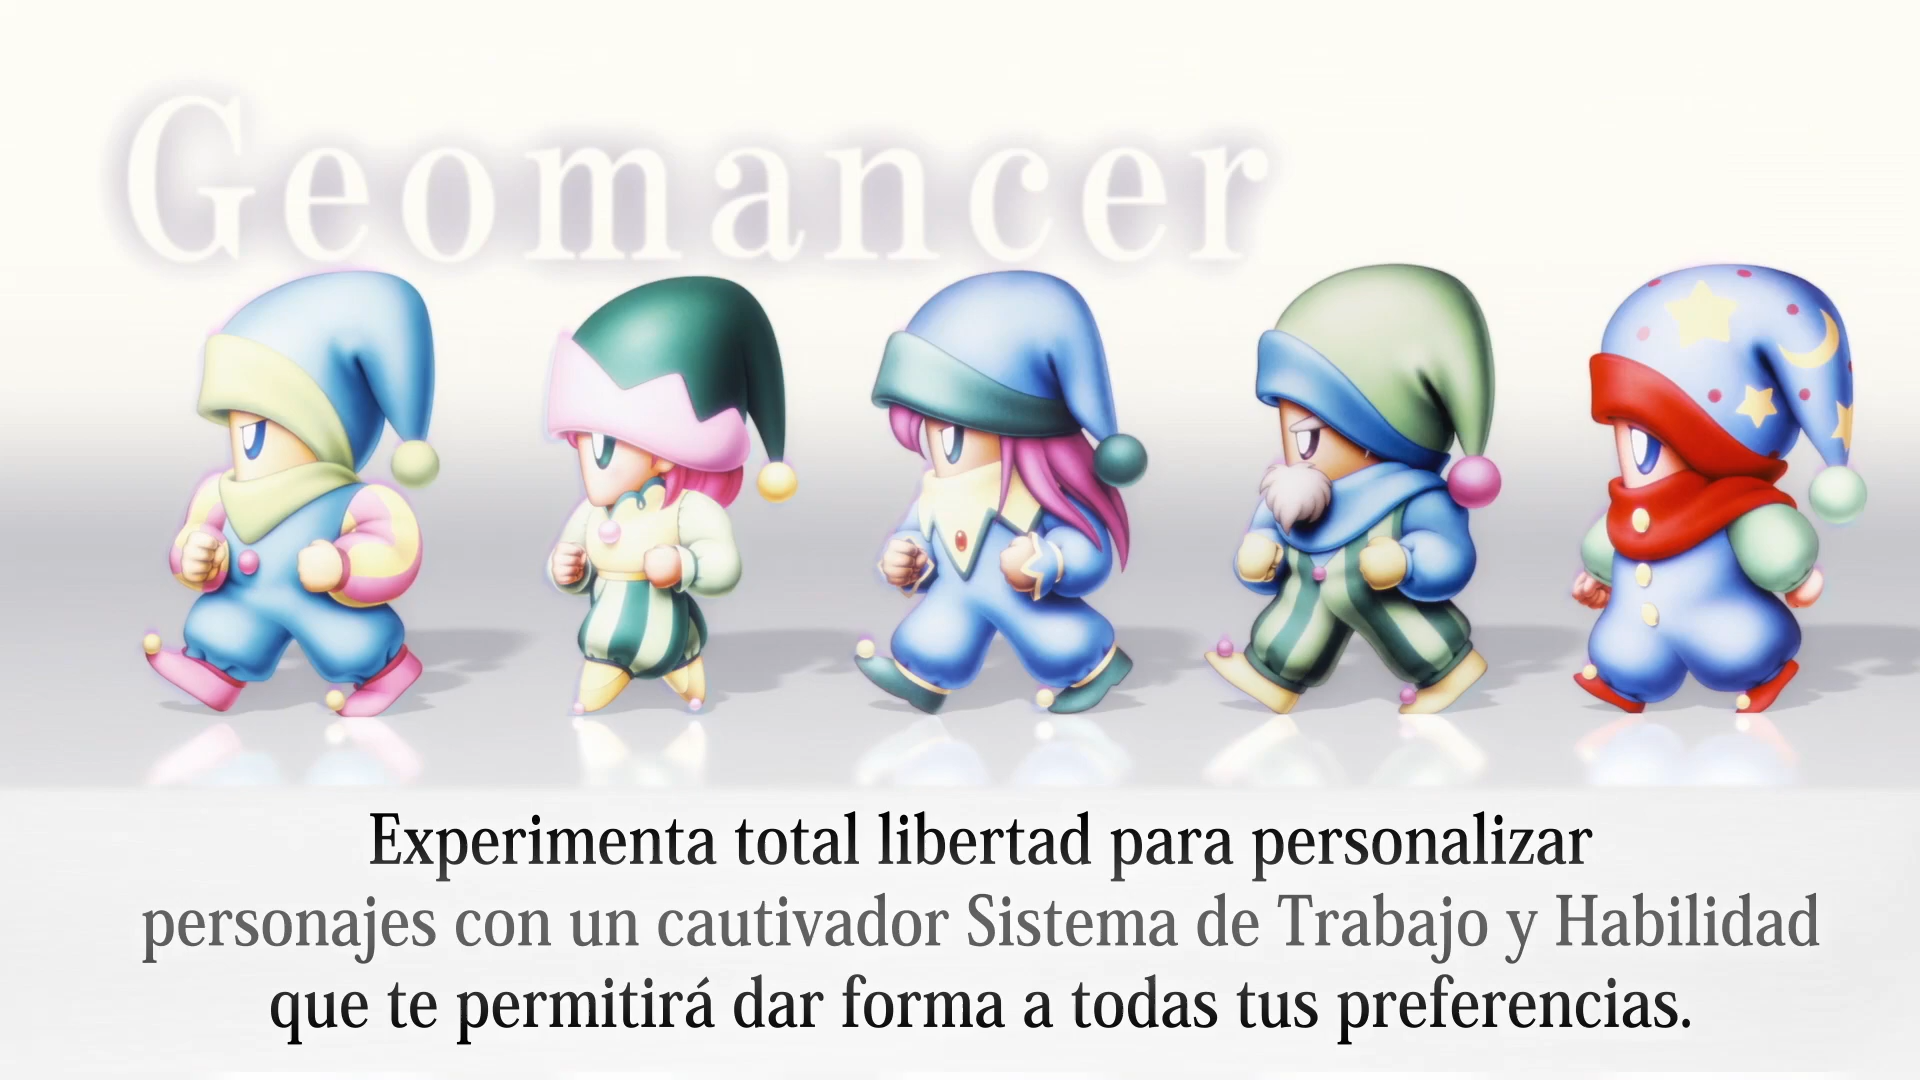 Geomancer
Experimenta total libertad para personalizar
personajes con un cautivador Sistema de Trabajo y Habilidad
que te permitirá dar forma a todas tus preferencias.